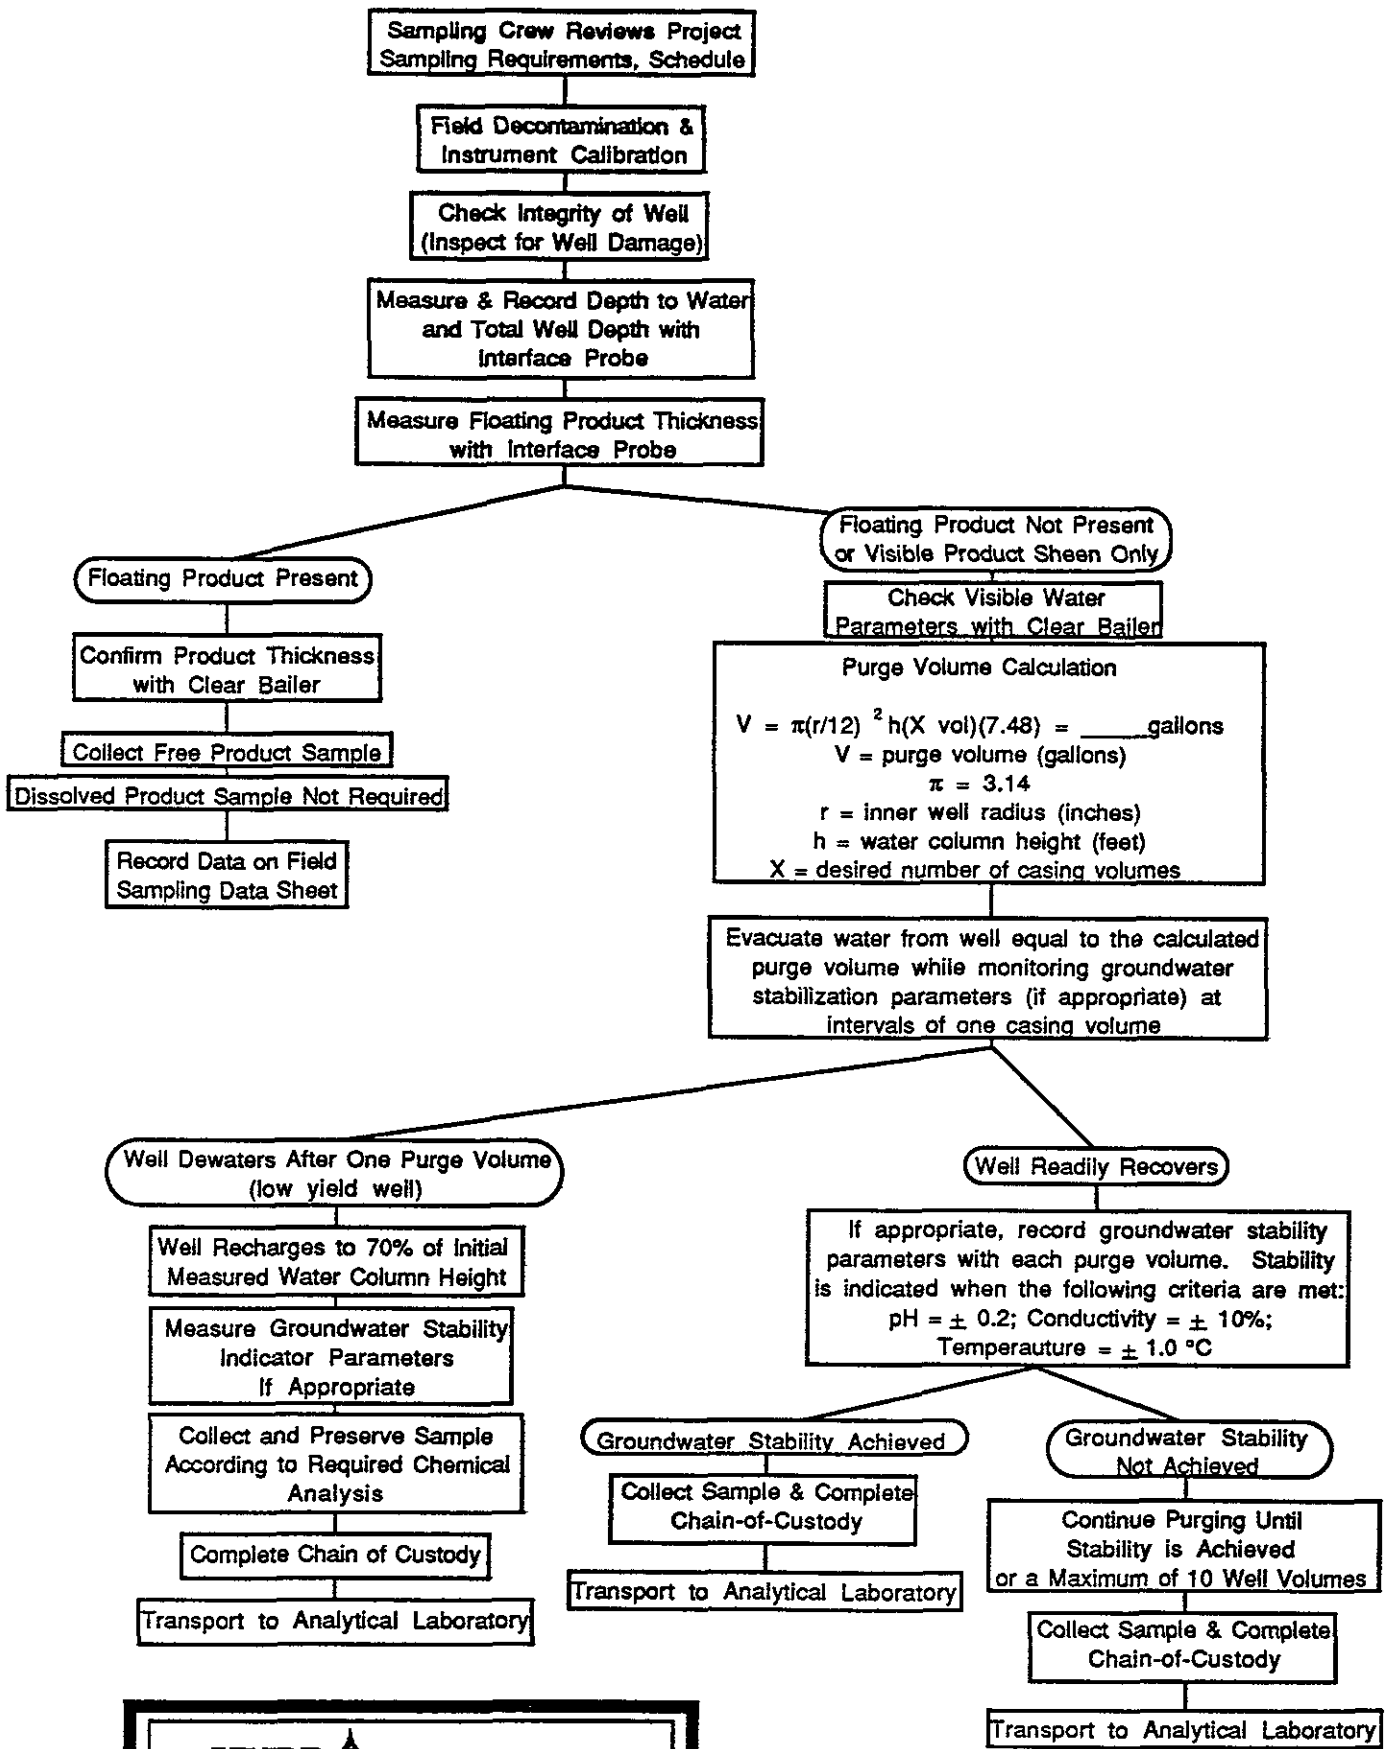 Sampling Crew Reviews Project
Sampling Requirements, Schedule
Field Decontamination &
Instrument Calibration
Check Integrity of Well
(Inspect for Well Damage)
Measure & Record Depth to Water
and Total Well Depth with
Interface Probe
Measure Floating Product Thickness
with Interface Probe
Floating Product Present
Confirm Product Thickness
with Clear Bailer
Collect Free Product Sample
Dissolved Product Sample Not Required
Record Data on Field
Sampling Data Sheet
Floating Product Not Present
or Visible Product Sheen Only
Check Visible Water
Parameters with Clear Bailer
Purge Volume Calculation
V = π(r/12) ² h(X vol)(7.48) = ______gallons
V = purge volume (gallons)
π = 3.14
r = inner well radius (inches)
h = water column height (feet)
X = desired number of casing volumes
Evacuate water from well equal to the calculated
purge volume while monitoring groundwater
stabilization parameters (if appropriate) at
intervals of one casing volume
Well Dewaters After One Purge Volume
(low yield well)
Well Recharges to 70% of Initial
Measured Water Column Height
Measure Groundwater Stability
Indicator Parameters
If Appropriate
Collect and Preserve Sample
According to Required Chemical
Analysis
Complete Chain of Custody
Transport to Analytical Laboratory
Well Readily Recovers
If appropriate, record groundwater stability
parameters with each purge volume. Stability
is indicated when the following criteria are met:
pH = ± 0.2; Conductivity = ± 10%;
Temperauture = ± 1.0 °C
Groundwater Stability Achieved
Collect Sample & Complete
Chain-of-Custody
Transport to Analytical Laboratory
Groundwater Stability
Not Achieved
Continue Purging Until
Stability is Achieved
or a Maximum of 10 Well Volumes
Collect Sample & Complete
Chain-of-Custody
Transport to Analytical Laboratory